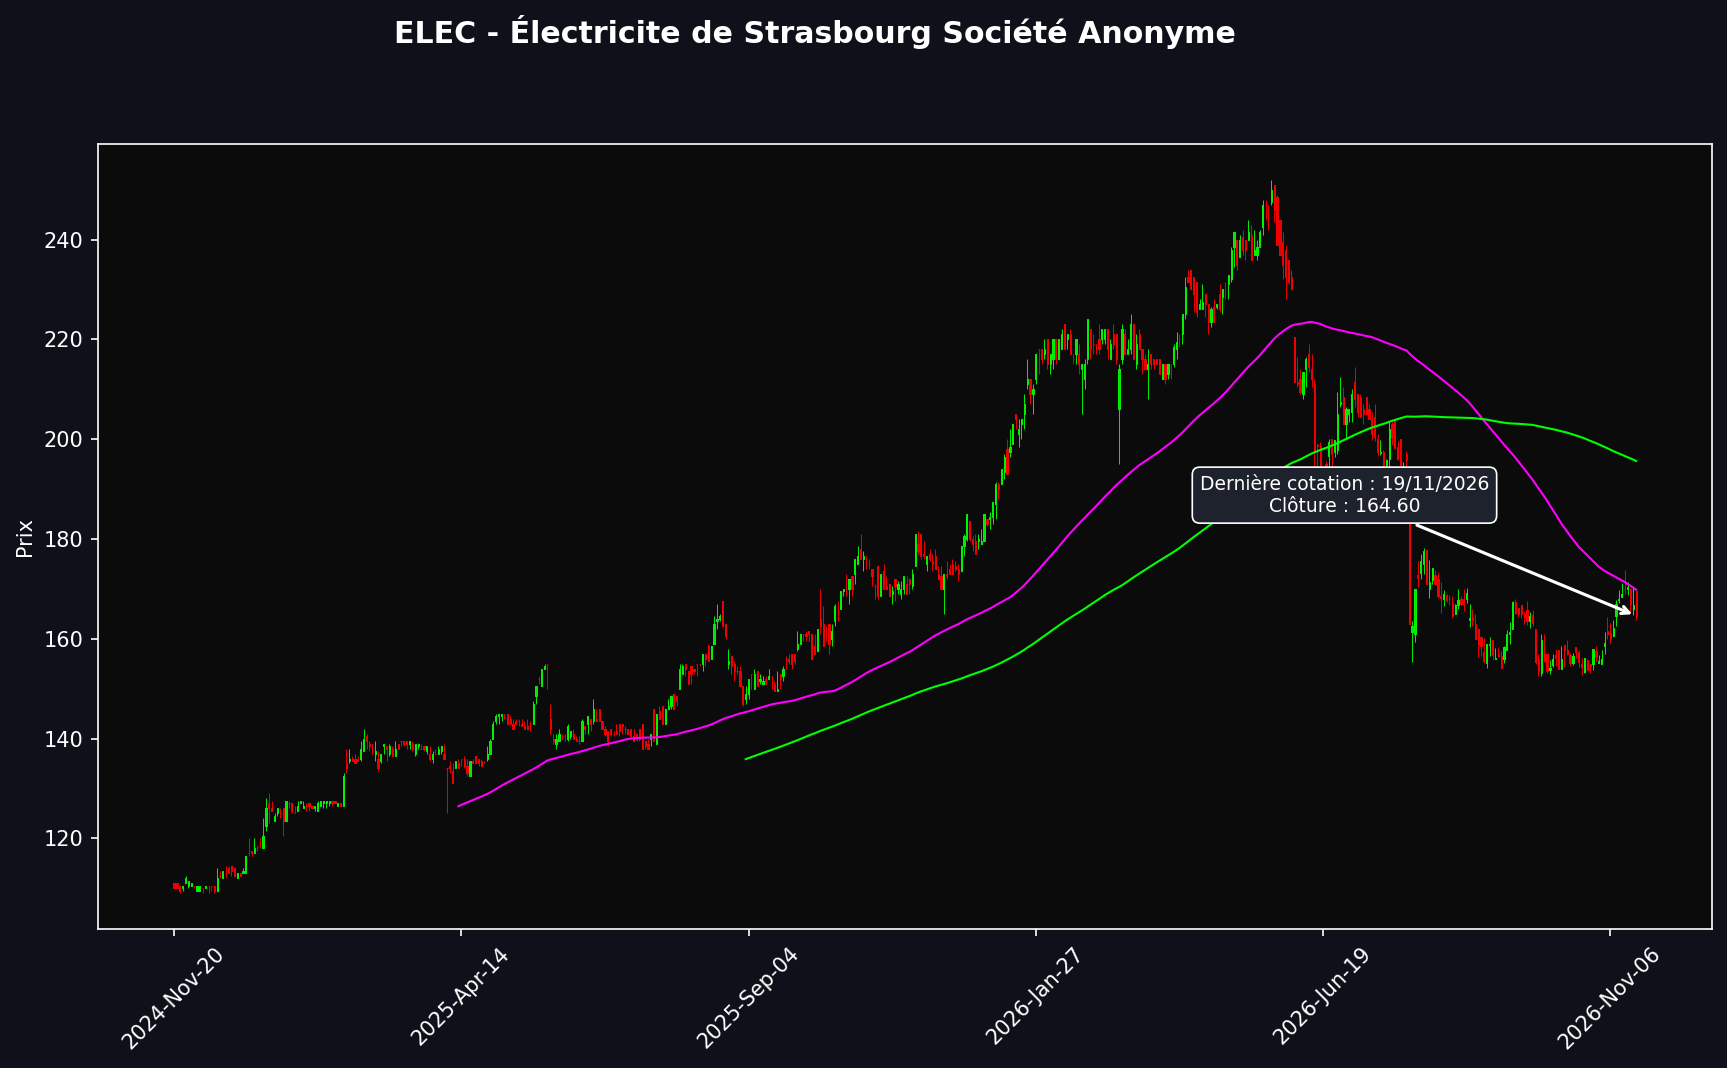 ELEC - Électricite de Strasbourg Société Anonyme
Prix
240
220
200
180
160
140
120
Dernière cotation : 19/11/2026
Clôture : 164.60
2024-Nov-20
2025-Apr-14
2025-Sep-04
2026-Jan-27
2026-Jun-19
2026-Nov-06